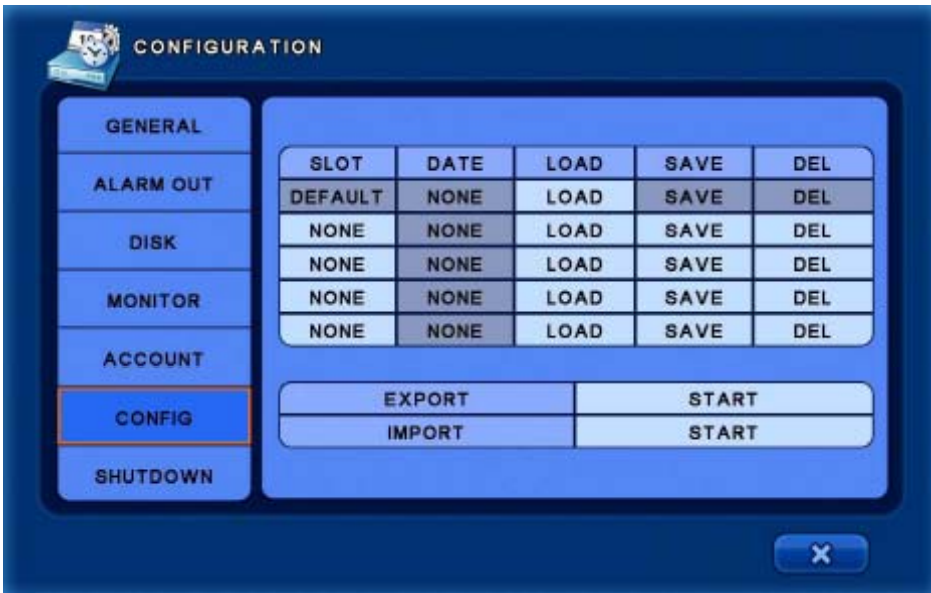 CONFIGURATION
GENERAL
ALARM OUT
DISK
MONITOR
ACCOUNT
CONFIG
SHUTDOWN
SLOT DATE LOAD SAVE DEL
DEFAULT NONE LOAD SAVE DEL
NONE NONE LOAD SAVE DEL
NONE NONE LOAD SAVE DEL
NONE NONE LOAD SAVE DEL
NONE NONE LOAD SAVE DEL
EXPORT START
IMPORT START